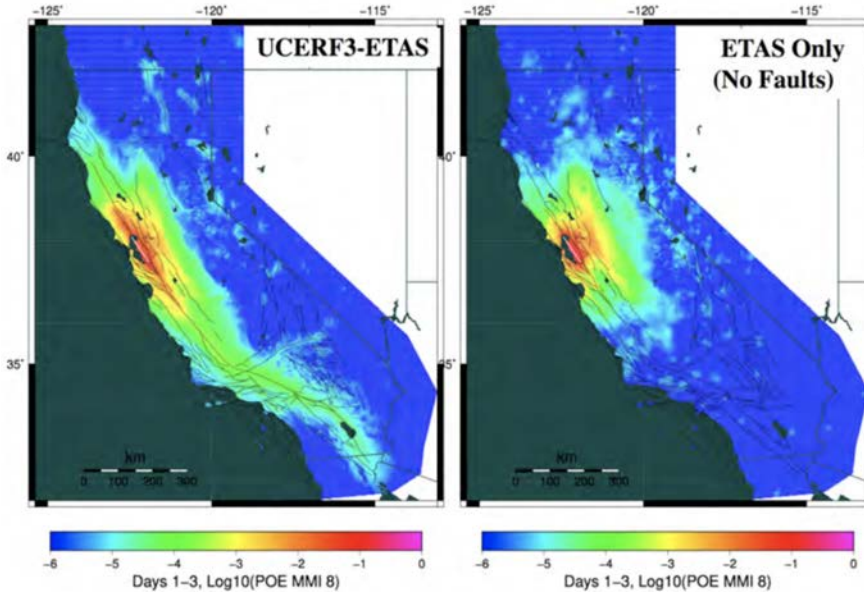 −125˚ −120˚ −115˚
UCERF3-ETAS
40˚
35˚
km
0 100 200 300
−6 −5 −4 −3 −2 −1 0
Days 1−3, Log10(POE MMI 8)
−125˚ −120˚ −115˚
ETAS Only
(No Faults)
40˚
35˚
km
0 100 200 300
−6 −5 −4 −3 −2 −1 0
Days 1−3, Log10(POE MMI 8)